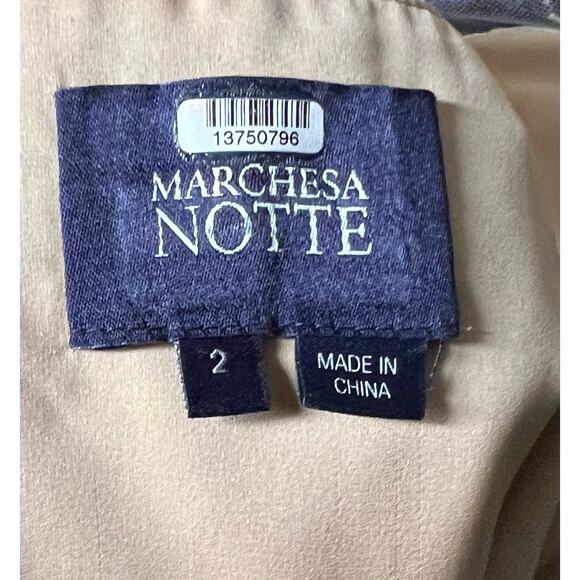 13750796
MARCHESA
NOTTE
2
MADE IN
CHINA